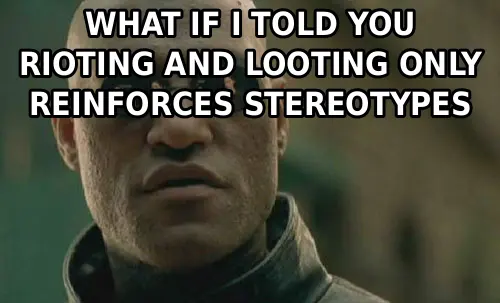 WHAT IF I TOLD YOU
RIOTING AND LOOTING ONLY
REINFORCES STEREOTYPES